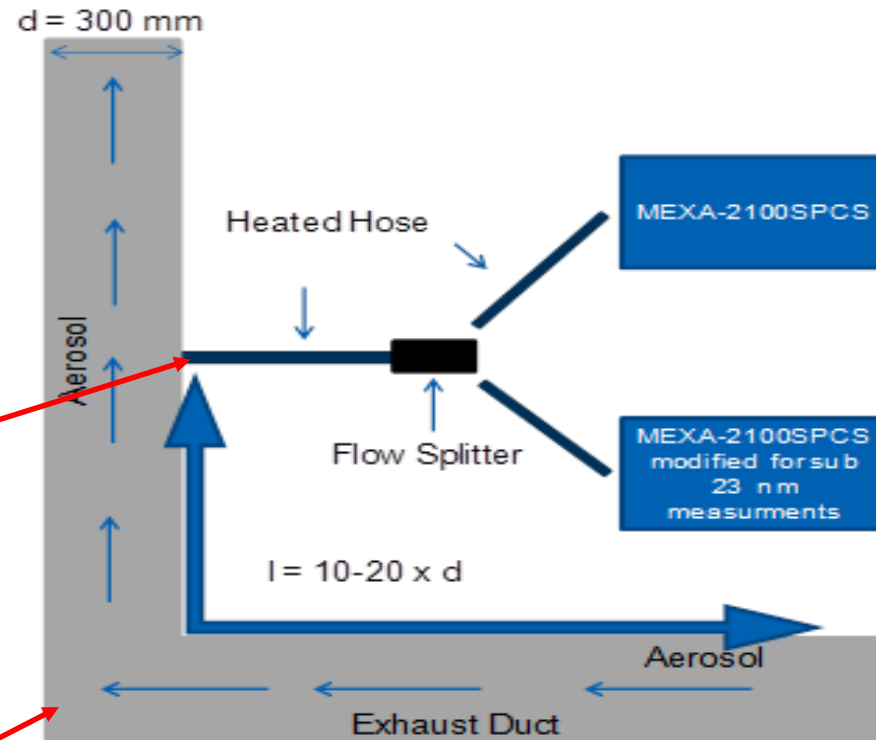 d = 300 mm
Heated Hose
MEXA-2100SPCS
Aerosol
Flow Splitter
MEXA-2100SPCS
modified for sub
23 nm
measurments
l = 10-20 x d
Aerosol
Exhaust Duct